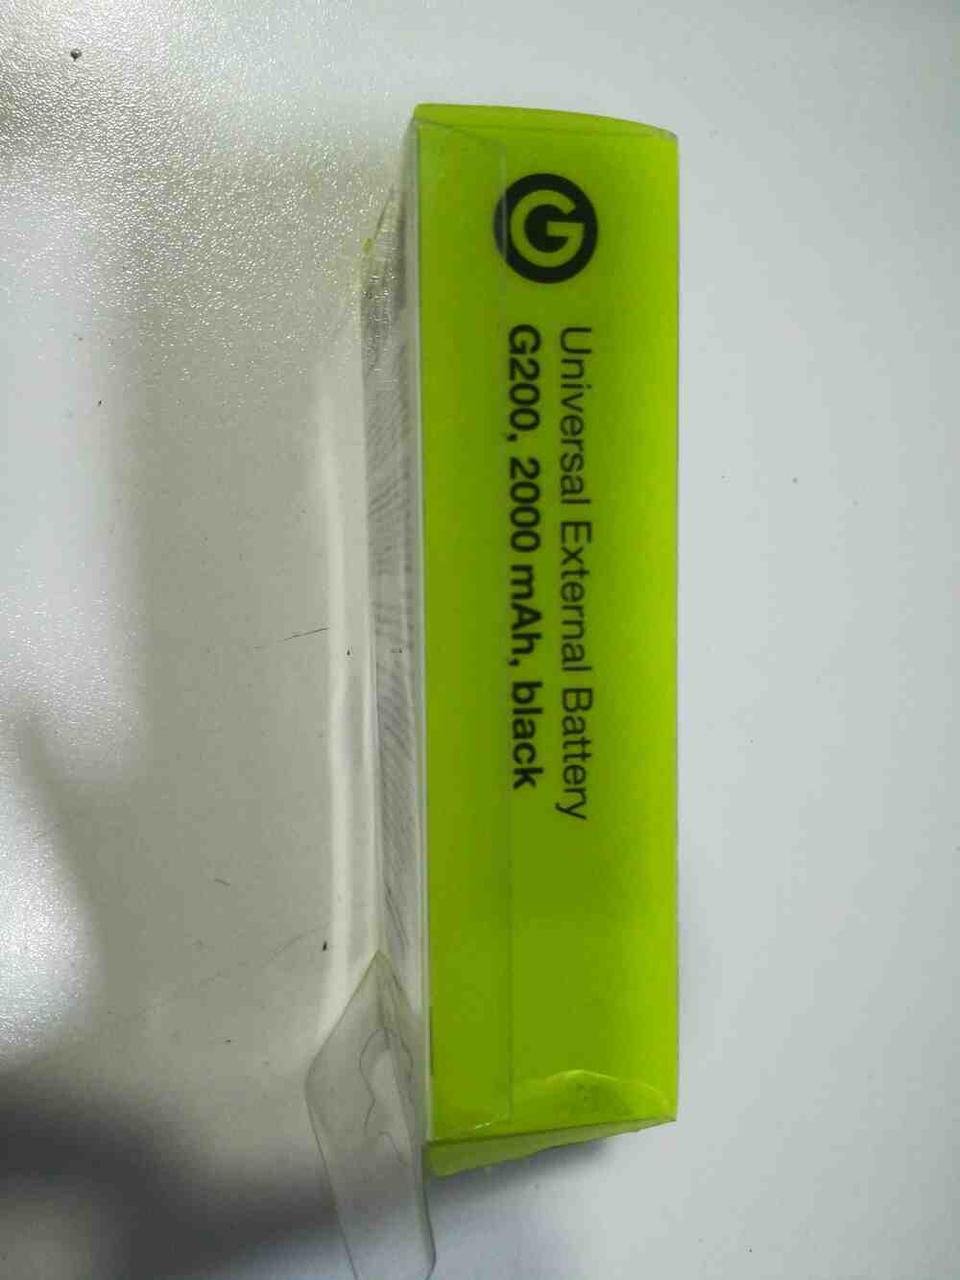 G
Universal External Battery
G200, 2000 mAh, black